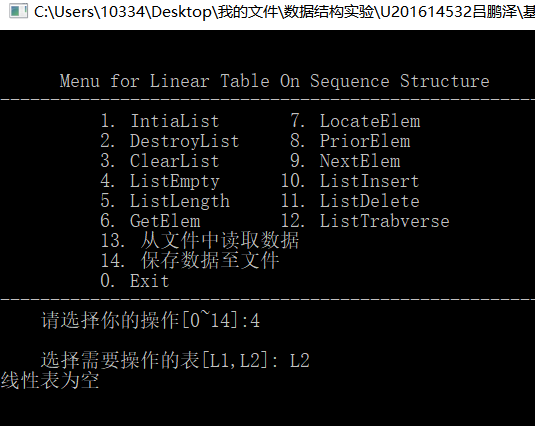 C:\Users\10334\Desktop\我的文件\数据结构实验\U201614532吕鹏泽\基
Menu for Linear Table On Sequence Structure
1. IntiaList 7. LocateElem
2. DestroyList 8. PriorElem
3. ClearList 9. NextElem
4. ListEmpty 10. ListInsert
5. ListLength 11. ListDelete
6. GetElem 12. ListTrabverse
13. 从文件中读取数据
14. 保存数据至文件
0. Exit
请选择你的操作[0~14]:4
选择需要操作的表[L1,L2]: L2
线性表为空